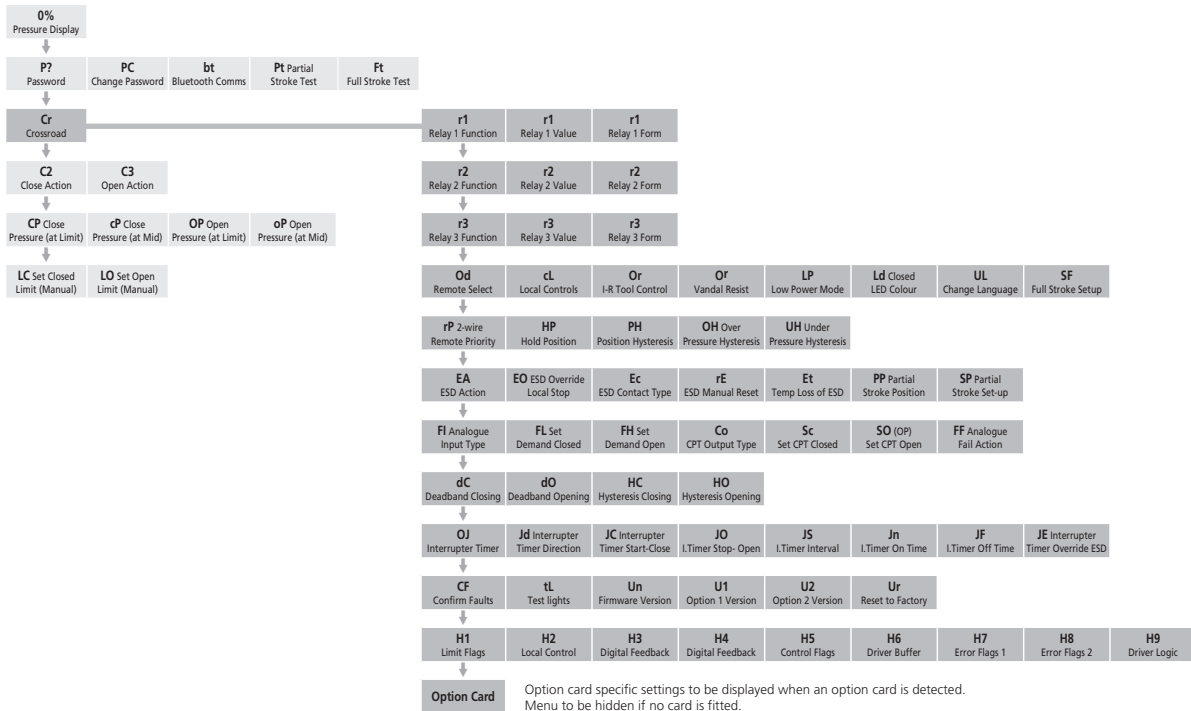 0%
Pressure Display
P?
Password
PC
Change Password
bt
Bluetooth Comms
Pt Partial
Stroke Test
Ft
Full Stroke Test
Cr
Crossroad
r1
Relay 1 Function
r1
Relay 1 Value
r1
Relay 1 Form
C2
Close Action
C3
Open Action
r2
Relay 2 Function
r2
Relay 2 Value
r2
Relay 2 Form
CP Close
Pressure (at Limit)
cP Close
Pressure (at Mid)
OP Open
Pressure (at Limit)
oP Open
Pressure (at Mid)
r3
Relay 3 Function
r3
Relay 3 Value
r3
Relay 3 Form
LC Set Closed
Limit (Manual)
LO Set Open
Limit (Manual)
Od
Remote Select
cL
Local Controls
Or
I-R Tool Control
Or
Vandal Resist
LP
Low Power Mode
Ld Closed
LED Colour
UL
Change Language
SF
Full Stroke Setup
rP 2-wire
Remote Priority
HP
Hold Position
PH
Position Hysteresis
OH Over
Pressure Hysteresis
UH Under
Pressure Hysteresis
EA
ESD Action
EO ESD Override
Local Stop
Ec
ESD Contact Type
rE
ESD Manual Reset
Et
Temp Loss of ESD
PP Partial
Stroke Position
SP Partial
Stroke Set-up
FI Analogue
Input Type
FL Set
Demand Closed
FH Set
Demand Open
Co
CPT Output Type
Sc
Set CPT Closed
SO (OP)
Set CPT Open
FF Analogue
Fail Action
dC
Deadband Closing
dO
Deadband Opening
HC
Hysteresis Closing
HO
Hysteresis Opening
OJ
Interrupter Timer
Jd Interrupter
Timer Direction
JC Interrupter
Timer Start-Close
JO
I.Timer Stop- Open
JS
I.Timer Interval
Jn
I.Timer On Time
JF
I.Timer Off Time
JE Interrupter
Timer Override ESD
CF
Confirm Faults
tL
Test lights
Un
Firmware Version
U1
Option 1 Version
U2
Option 2 Version
Ur
Reset to Factory
H1
Limit Flags
H2
Local Control
H3
Digital Feedback
H4
Digital Feedback
H5
Control Flags
H6
Driver Buffer
H7
Error Flags 1
H8
Error Flags 2
H9
Driver Logic
Option Card
Option card specific settings to be displayed when an option card is detected.
Menu to be hidden if no card is fitted.